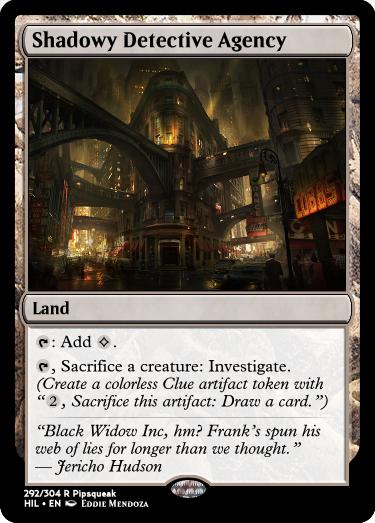 Shadowy Detective Agency
Land
: Add .
, Sacrifice a creature: Investigate.
(Create a colorless Clue artifact token with
“2, Sacrifice this artifact: Draw a card.”)
“Black Widow Inc, hm? Frank’s spun his
web of lies for longer than we thought.”
— Jericho Hudson
292/304 R Pipsqueak
HIL • EN Eddie Mendoza